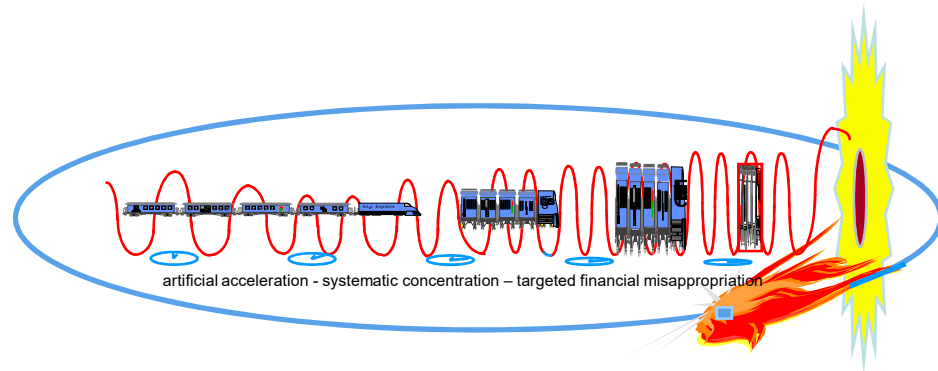 artificial acceleration - systematic concentration – targeted financial misappropriation